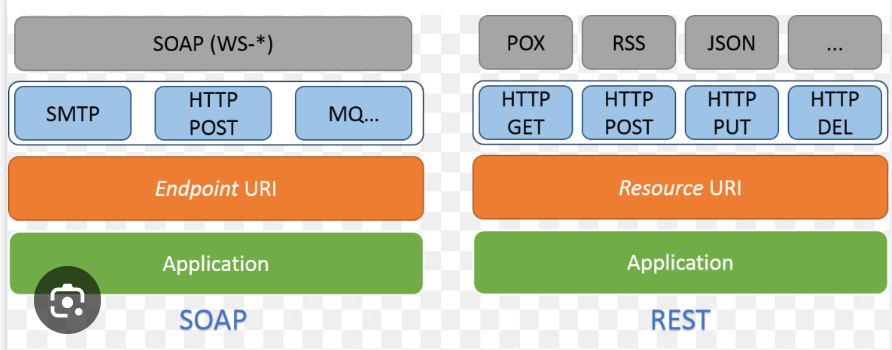 SOAP (WS-*)
SMTP
HTTP
POST
MQ...
Endpoint URI
Application
SOAP
POX
RSS
JSON
...
HTTP
GET
HTTP
POST
HTTP
PUT
HTTP
DEL
Resource URI
Application
REST